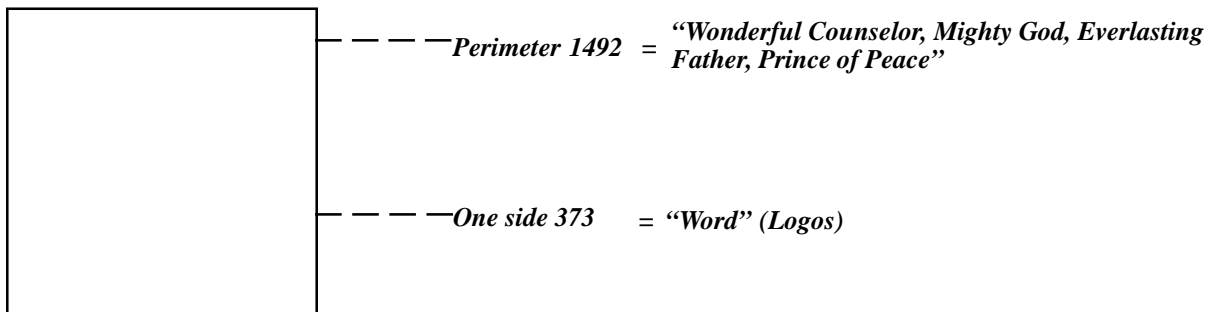 Perimeter 1492 = “Wonderful Counselor, Mighty God, Everlasting
Father, Prince of Peace”
One side 373 = “Word” (Logos)